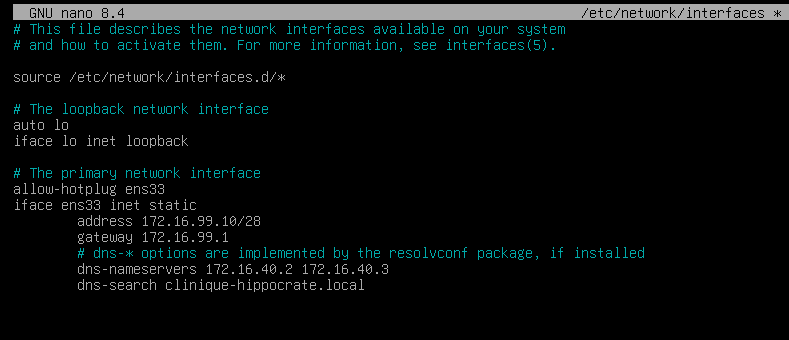 GNU nano 8.4 /etc/network/interfaces *
# This file describes the network interfaces available on your system
# and how to activate them. For more information, see interfaces(5).
source /etc/network/interfaces.d/*
# The loopback network interface
auto lo
iface lo inet loopback
# The primary network interface
allow-hotplug ens33
iface ens33 inet static
address 172.16.99.10/28
gateway 172.16.99.1
# dns-* options are implemented by the resolvconf package, if installed
dns-nameservers 172.16.40.2 172.16.40.3
dns-search clinique-hippocrate.local